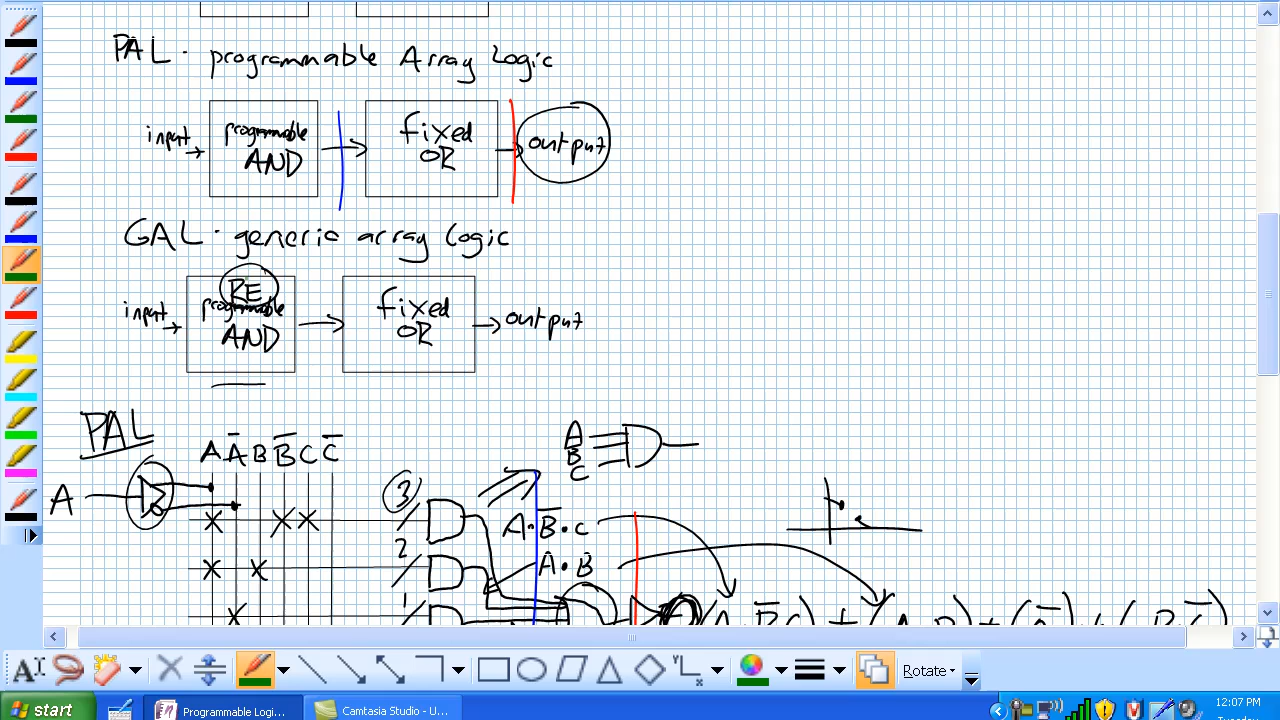 PAL · programmable Array Logic
input programmable AND fixed OR output
GAL · generic array logic
RE
input programmable AND fixed OR output
PAL
A A̅ B B̅ C C̅
A
B
C
A
3
A·B̅·C
2
A·B
1
Rotate
start
Programmable Logi...
Camtasia Studio - U...
12:07 PM
Tuesday